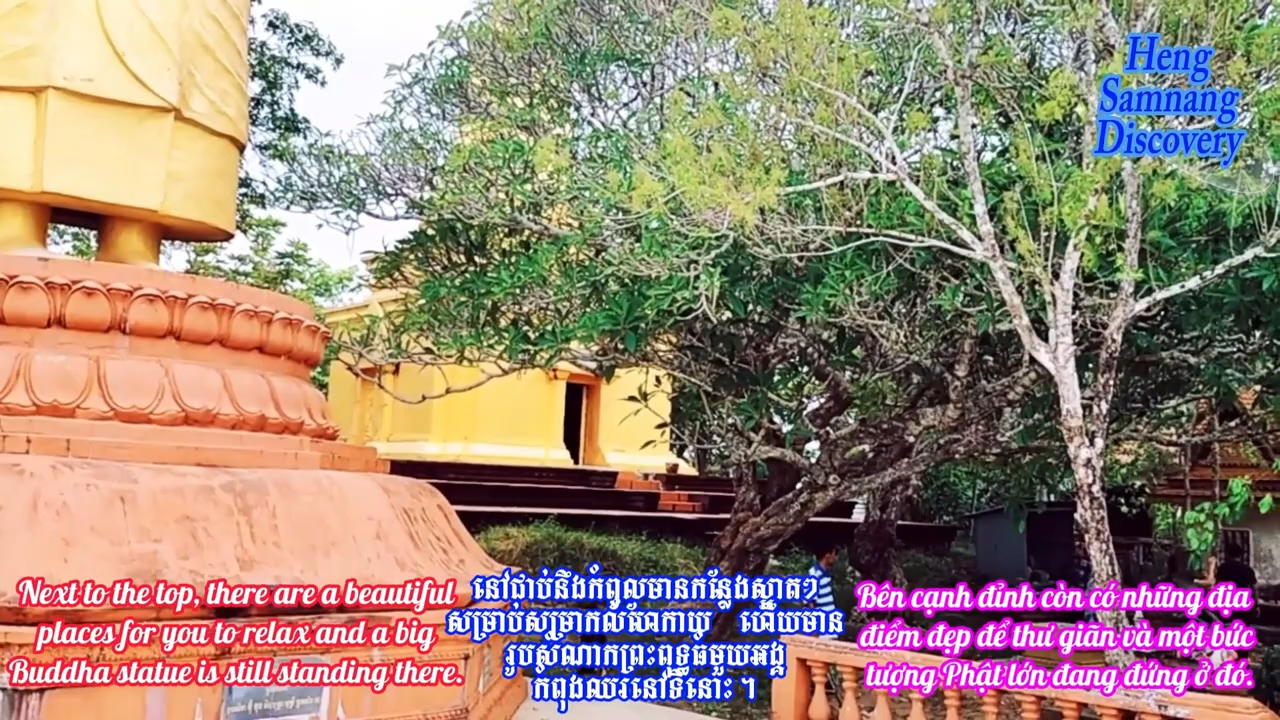 Heng
Samnang
Discovery
Next to the top, there are a beautiful
places for you to relax and a big
Buddha statue is still standing there.
នៅជាប់នឹងកំពូលមានកន្លែងស្អាតៗ
សម្រាប់សម្រាកលំហែកាយ ហើយមាន
រូបសំណាកព្រះពុទ្ធធំមួយអង្គ
កំពុងឈរនៅទីនោះ ។
Bên cạnh đỉnh còn có những địa
điểm đẹp để thư giãn và một bức
tượng Phật lớn đang đứng ở đó.